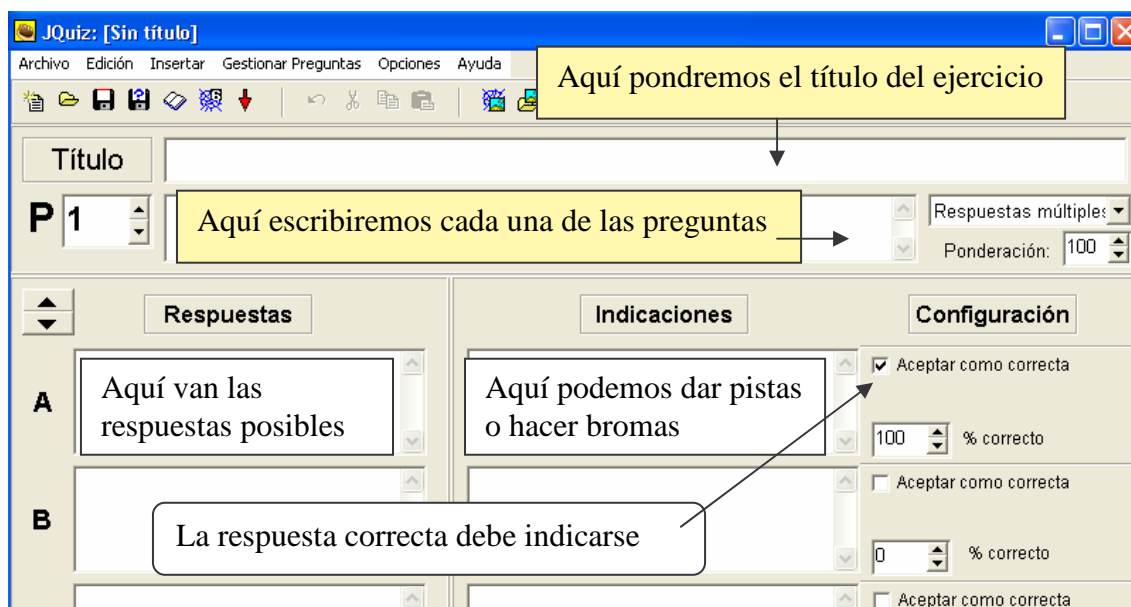 JQuiz: [Sin título]
Archivo Edición Insertar Gestionar Preguntas Opciones Ayuda
Aquí pondremos el título del ejercicio
Título
P 1
Aquí escribiremos cada una de las preguntas
Respuestas múltiples
Ponderación: 100
Respuestas Indicaciones Configuración
A
Aquí van las
respuestas posibles
Aquí podemos dar pistas
o hacer bromas
Aceptar como correcta
100 % correcto
B
La respuesta correcta debe indicarse
Aceptar como correcta
0 % correcto
Aceptar como correcta